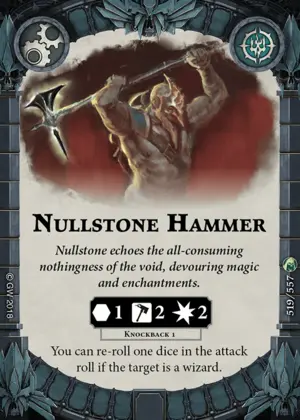 NULLSTONE HAMMER
Nullstone echoes the all-consuming
nothingness of the void, devouring magic
and enchantments.
1 2 2
KNOCKBACK 1
You can re-roll one dice in the attack
roll if the target is a wizard.
© GW 2018
519/557